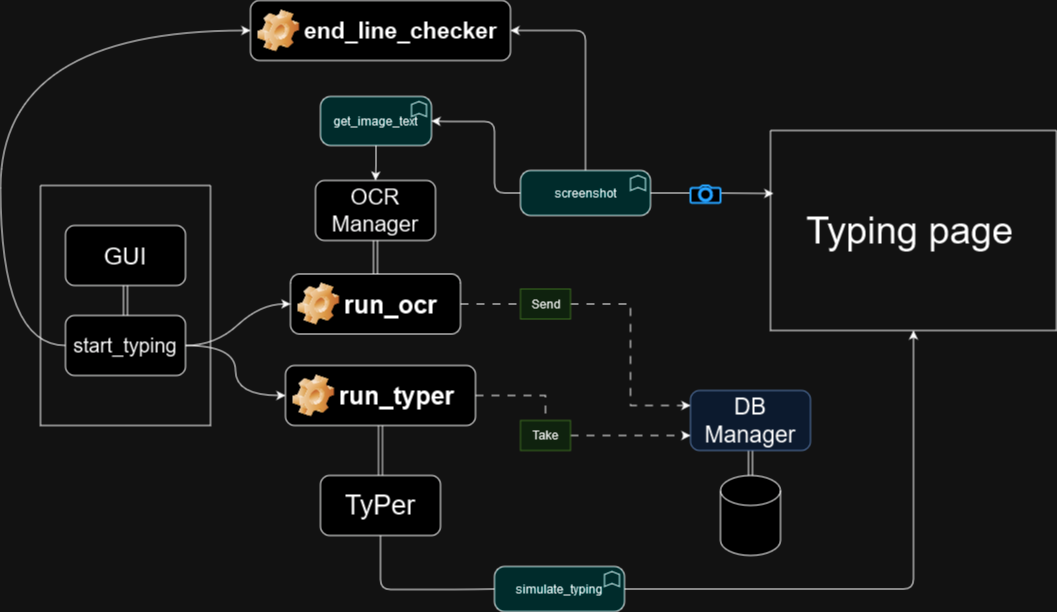 end_line_checker
get_image_text
OCR
Manager
screenshot
Typing page
GUI
start_typing
run_ocr
Send
run_typer
Take
DB
Manager
TyPer
simulate_typing